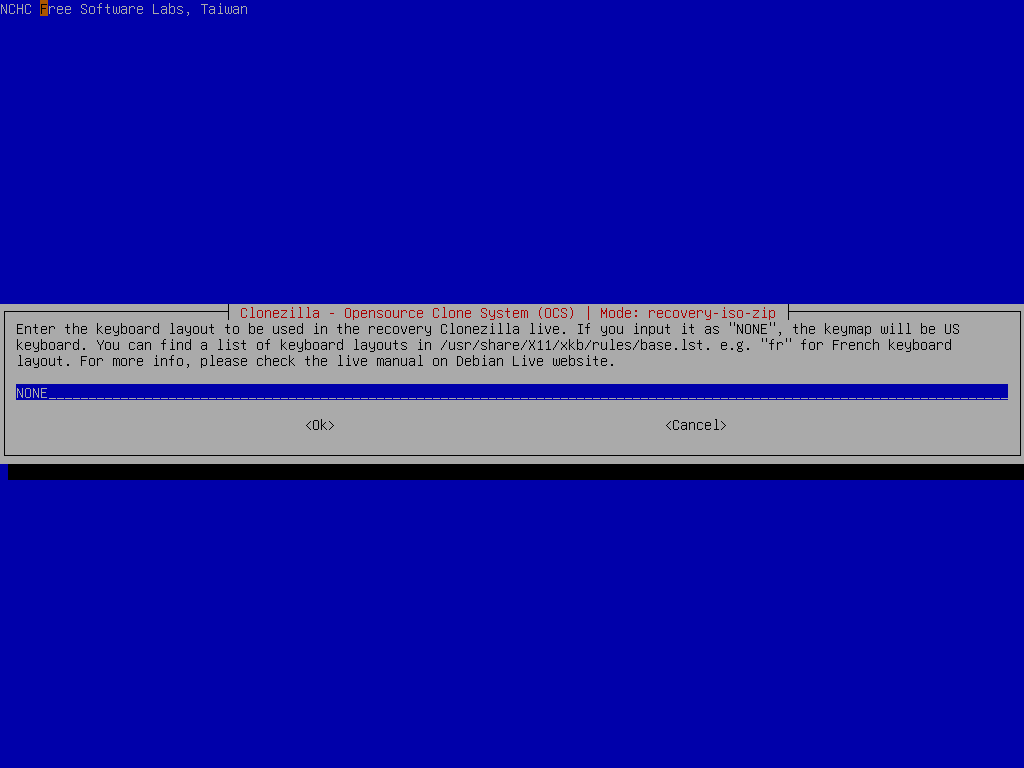 NCHC Free Software Labs, Taiwan
Clonezilla - Opensource Clone System (OCS) | Mode: recovery-iso-zip
Enter the keyboard layout to be used in the recovery Clonezilla live. If you input it as "NONE", the keymap will be US
keyboard. You can find a list of keyboard layouts in /usr/share/X11/xkb/rules/base.lst. e.g. "fr" for French keyboard
layout. For more info, please check the live manual on Debian Live website.
NONE
<Ok> <Cancel>